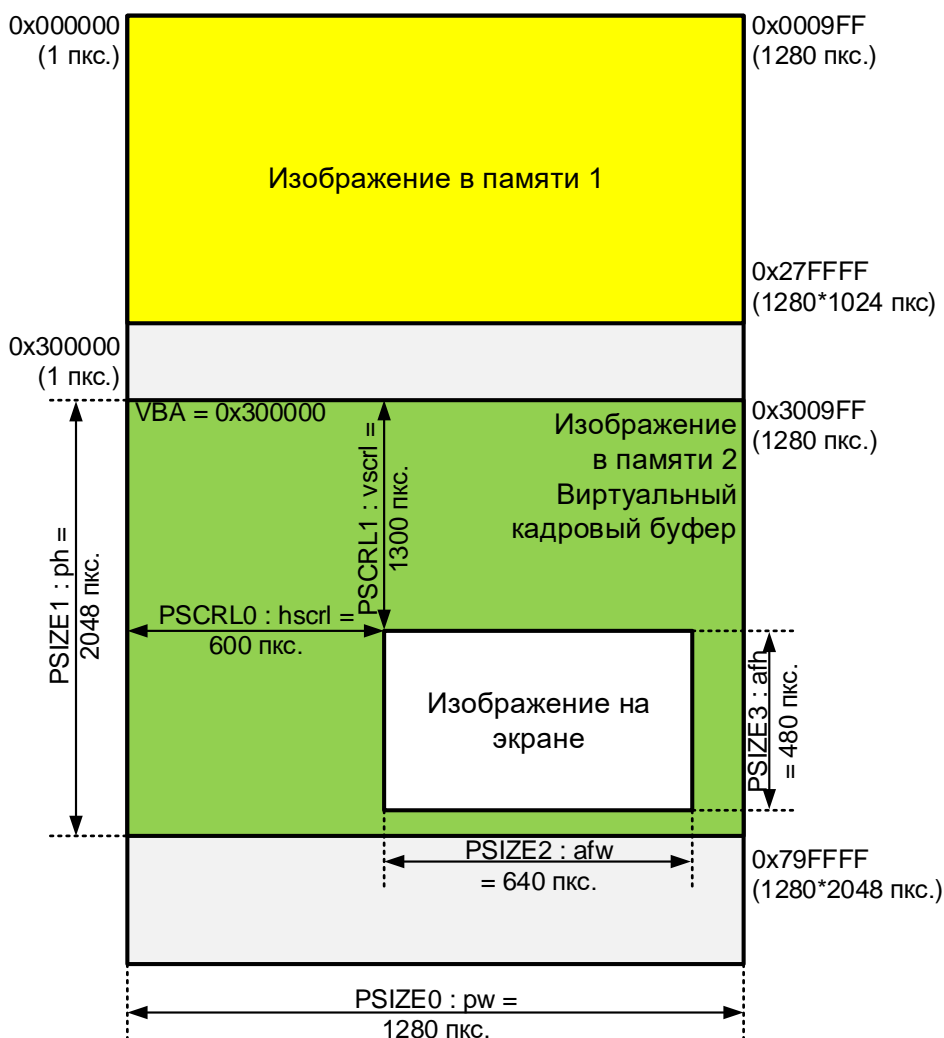 0x000000
(1 пкс.)
0x0009FF
(1280 пкс.)
Изображение в памяти 1
0x27FFFF
(1280*1024 пкс)
0x300000
(1 пкс.)
VBA = 0x300000
0x3009FF
(1280 пкс.)
Изображение
в памяти 2
Виртуальный
кадровый буфер
PSCRL1 : vscrl =
1300 пкс.
PSIZE1 : ph =
2048 пкс.
PSCRL0 : hscrl =
600 пкс.
Изображение на
экране
PSIZE3 : afh
= 480 пкс.
PSIZE2 : afw
= 640 пкс.
0x79FFFF
(1280*2048 пкс.)
PSIZE0 : pw =
1280 пкс.